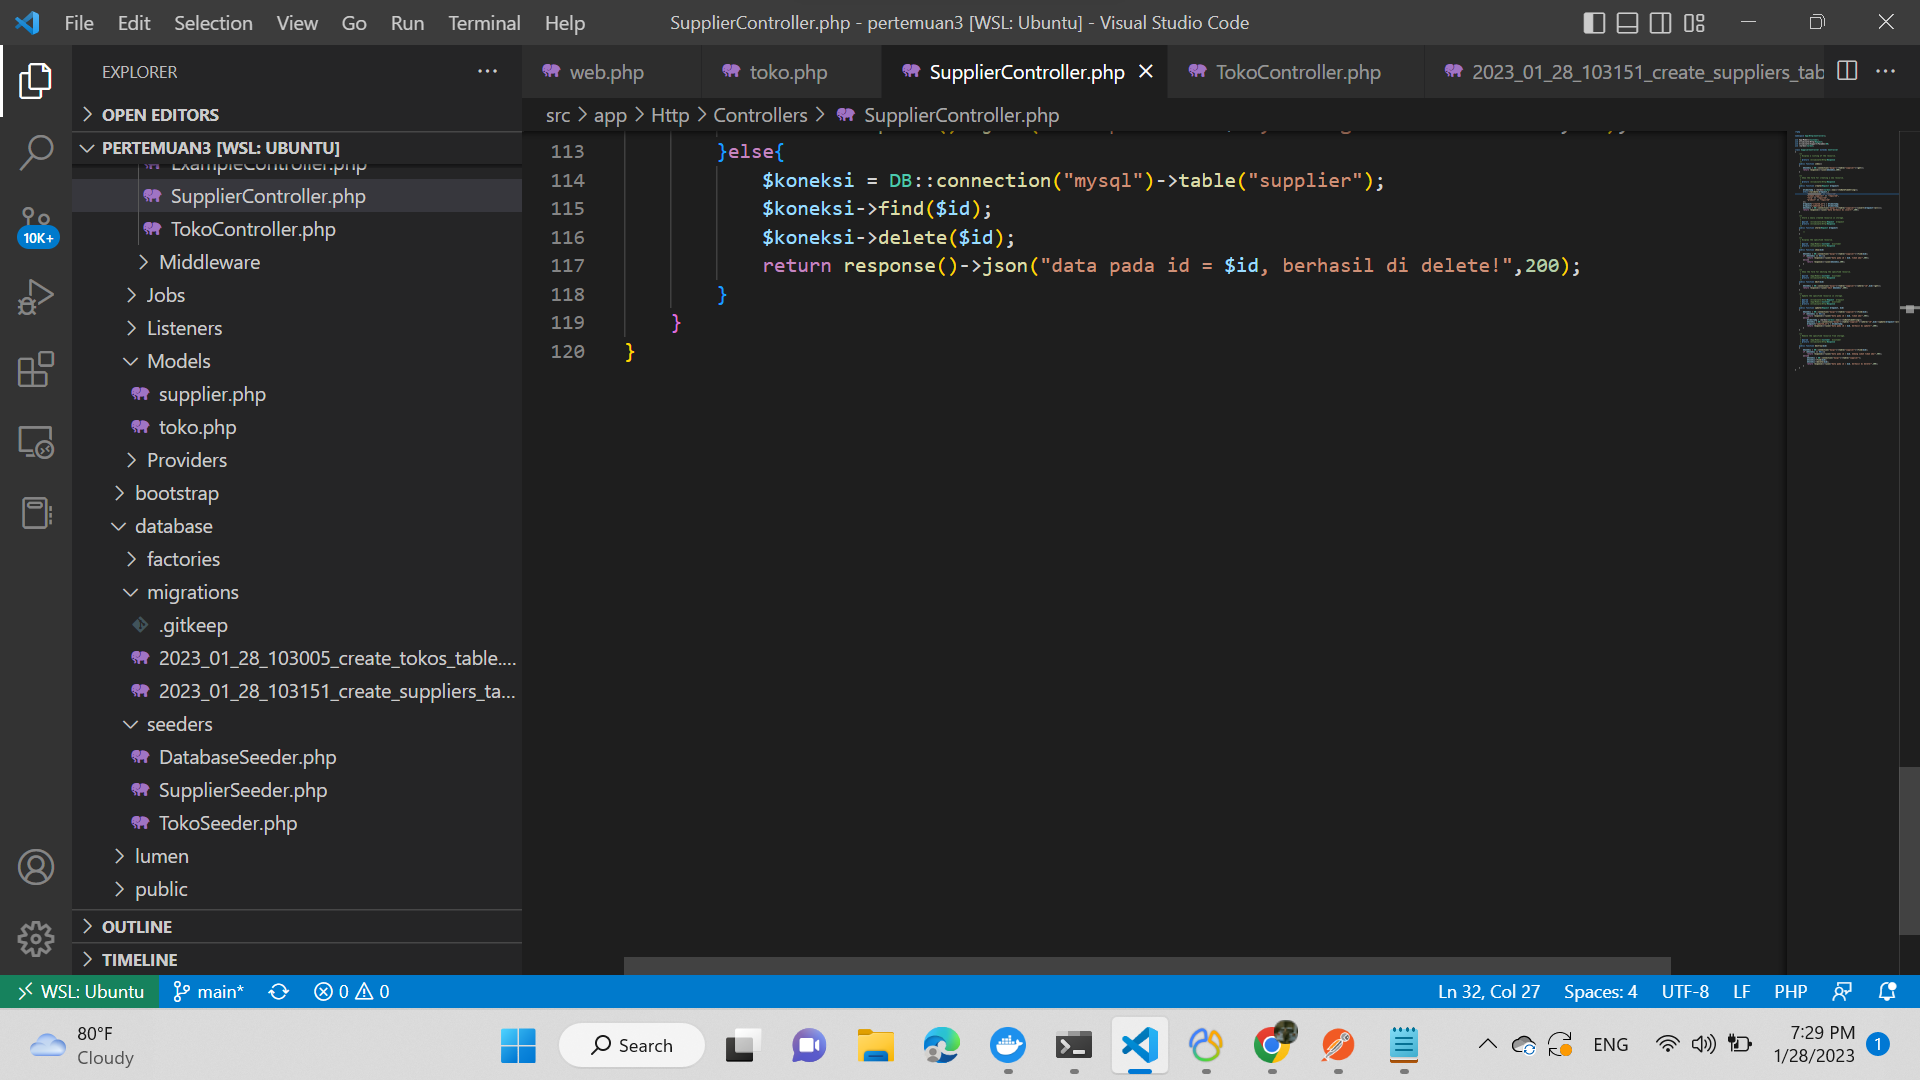 File Edit Selection View Go Run Terminal Help
SupplierController.php - pertemuan3 [WSL: Ubuntu] - Visual Studio Code
EXPLORER
web.php
toko.php
SupplierController.php
TokoController.php
2023_01_28_103151_create_suppliers_tab
src > app > Http > Controllers > SupplierController.php
OPEN EDITORS
PERTEMUAN3 [WSL: UBUNTU]
ExampleController.php
SupplierController.php
TokoController.php
Middleware
Jobs
Listeners
Models
supplier.php
toko.php
Providers
bootstrap
database
factories
migrations
.gitkeep
2023_01_28_103005_create_tokos_table....
2023_01_28_103151_create_suppliers_ta...
seeders
DatabaseSeeder.php
SupplierSeeder.php
TokoSeeder.php
lumen
public
OUTLINE
TIMELINE
10K+
113 }else{
114 $koneksi = DB::connection("mysql")->table("supplier");
115 $koneksi->find($id);
116 $koneksi->delete($id);
117 return response()->json("data pada id = $id, berhasil di delete!",200);
118 }
119 }
120 }
WSL: Ubuntu main* 0 0
Ln 32, Col 27 Spaces: 4 UTF-8 LF PHP
80°F
Cloudy
Search
ENG
7:29 PM
1/28/2023
1